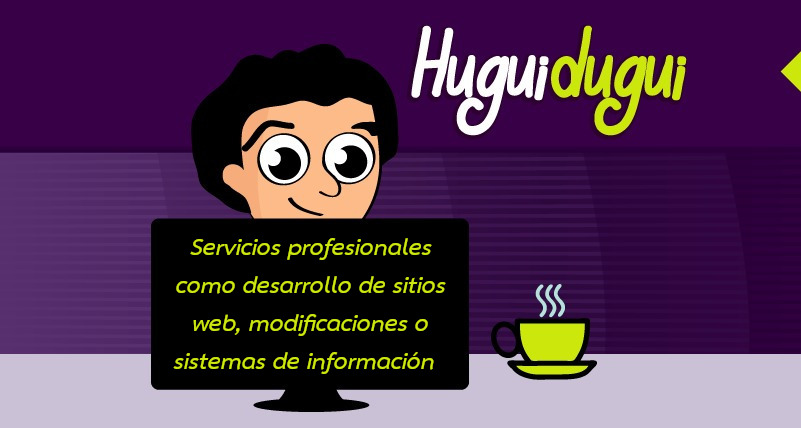 Huguidugui
Servicios profesionales
como desarrollo de sitios
web, modificaciones o
sistemas de información